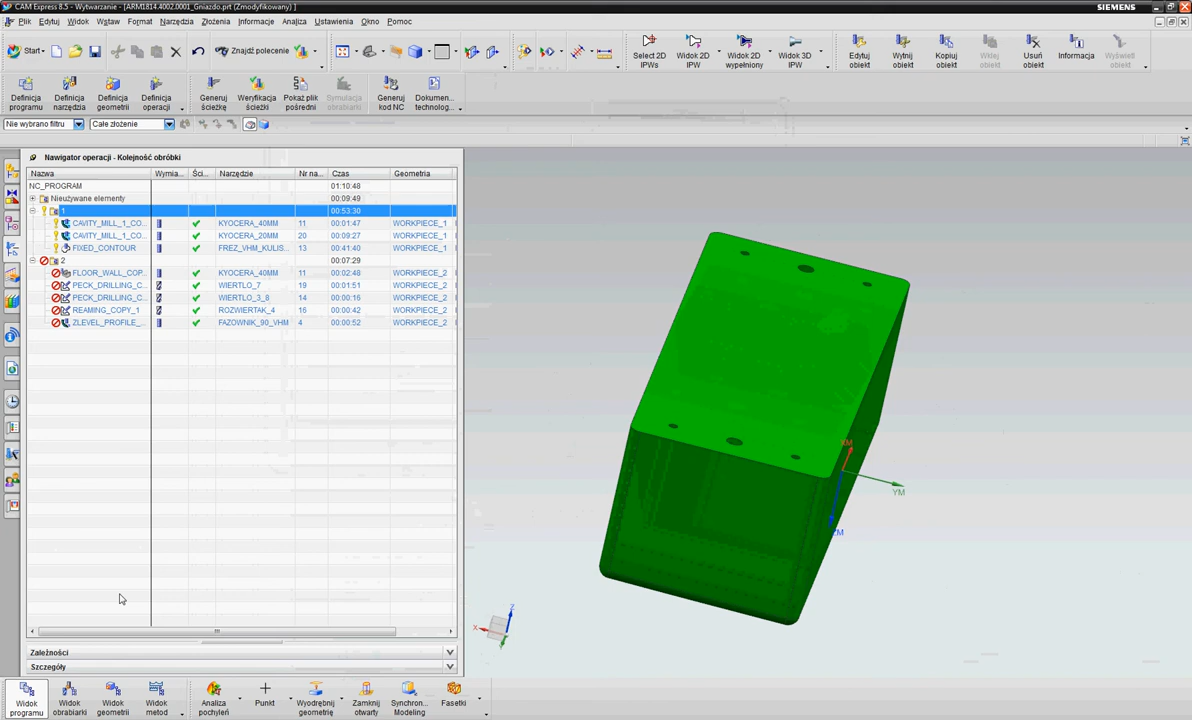 CAM Express 8.5 - Wytwarzanie - [ARM1814.4002.0001_Gniazdo.prt (Zmodyfikowany) ]
SIEMENS
Plik Edytuj Widok Wstaw Format Narzędzia Złożenia Informacje Analiza Ustawienia Okno Pomoc
Start Znajdź polecenie Select 2D IPWs Widok 2D IPW Widok 2D wypełniony Widok 3D IPW Edytuj obiekt Wytnij obiekt Kopiuj obiekt Wklej obiekt Usuń obiekt Informacja Wyświetl obiekt
Definicja programu Definicja narzędzia Definicja geometrii Definicja operacji Generuj ścieżkę Weryfikacja ścieżki Pokaż plik pośredni Symulacja obrabiarki Generuj kod NC Dokumen... technolog...
Nie wybrano filtru Całe złożenie
Nawigator operacji - Kolejność obróbki
Nazwa Wymia... Ści... Narzędzie Nr na... Czas Geometria
NC_PROGRAM 01:10:48
Nieużywane elementy 00:09:49
1 00:53:30
CAVITY_MILL_1_CO... KYOCERA_40MM 11 00:01:47 WORKPIECE_1
CAVITY_MILL_1_CO... KYOCERA_20MM 20 00:09:27 WORKPIECE_1
FIXED_CONTOUR FREZ_VHM_KULIS... 13 00:41:40 WORKPIECE_1
2 00:07:29
FLOOR_WALL_COP... KYOCERA_40MM 11 00:02:48 WORKPIECE_2
PECK_DRILLING_C... WIERTLO_7 19 00:01:51 WORKPIECE_2
PECK_DRILLING_C... WIERTLO_3_8 14 00:00:16 WORKPIECE_2
REAMING_COPY_1 ROZWIERTAK_4 16 00:00:42 WORKPIECE_2
ZLEVEL_PROFILE_... FAZOWNIK_90_VHM 4 00:00:52 WORKPIECE_2
XM
YM
ZM
Z
X
Y
Zależności
Szczegóły
Widok programu Widok obrabiarki Widok geometrii Widok metod Analiza pochyleń Punkt Wyodrębnij geometrię Zamknij otwarty Synchron... Modeling Fasetki